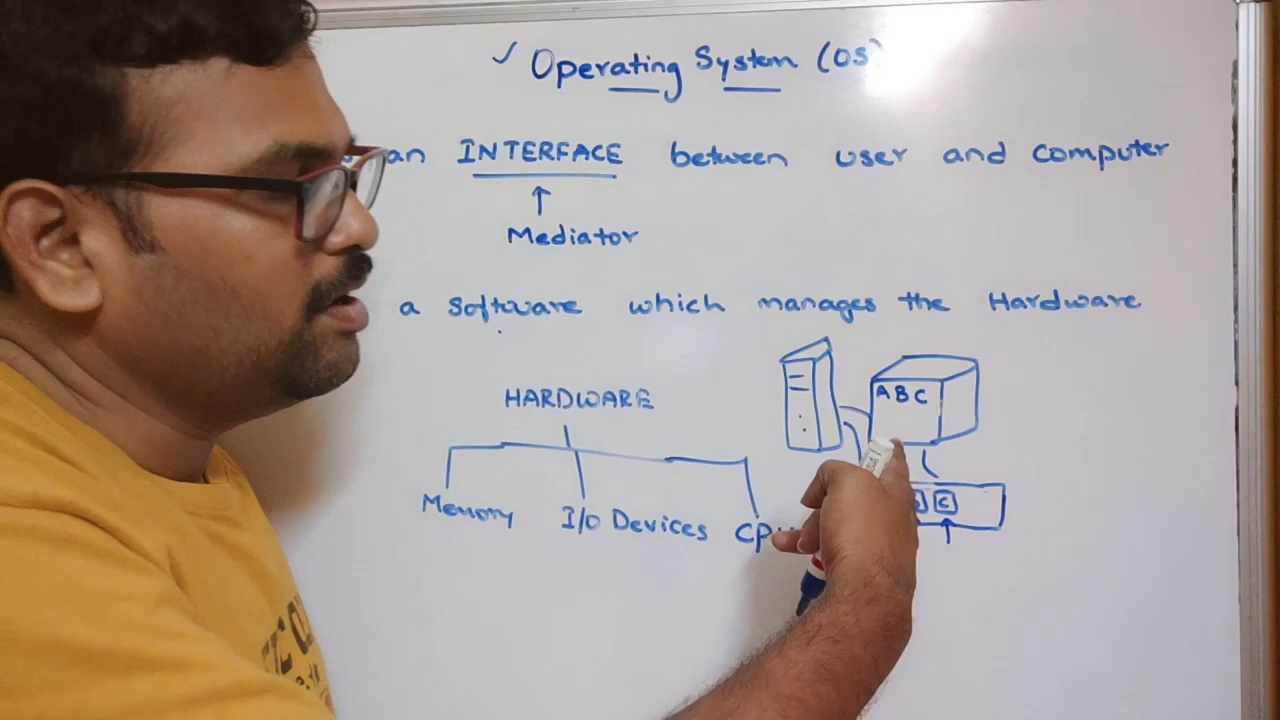 ✓ Operating System (OS)
an INTERFACE between user and computer
↑
Mediator
a software which manages the Hardware
HARDWARE
ABC
Memory I/O Devices CP
C